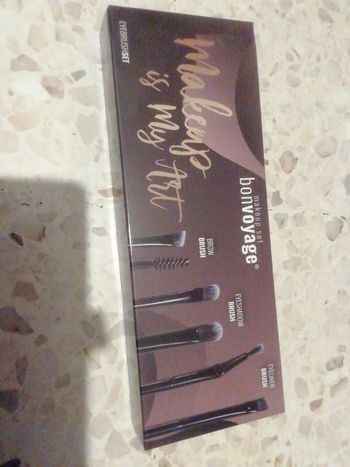 makeup set
bonvoyage®
Makeup
is My Art
EYEBRUSHSET
BROW
BRUSH
EYESHADOW
BRUSH
EYELINER
BRUSH